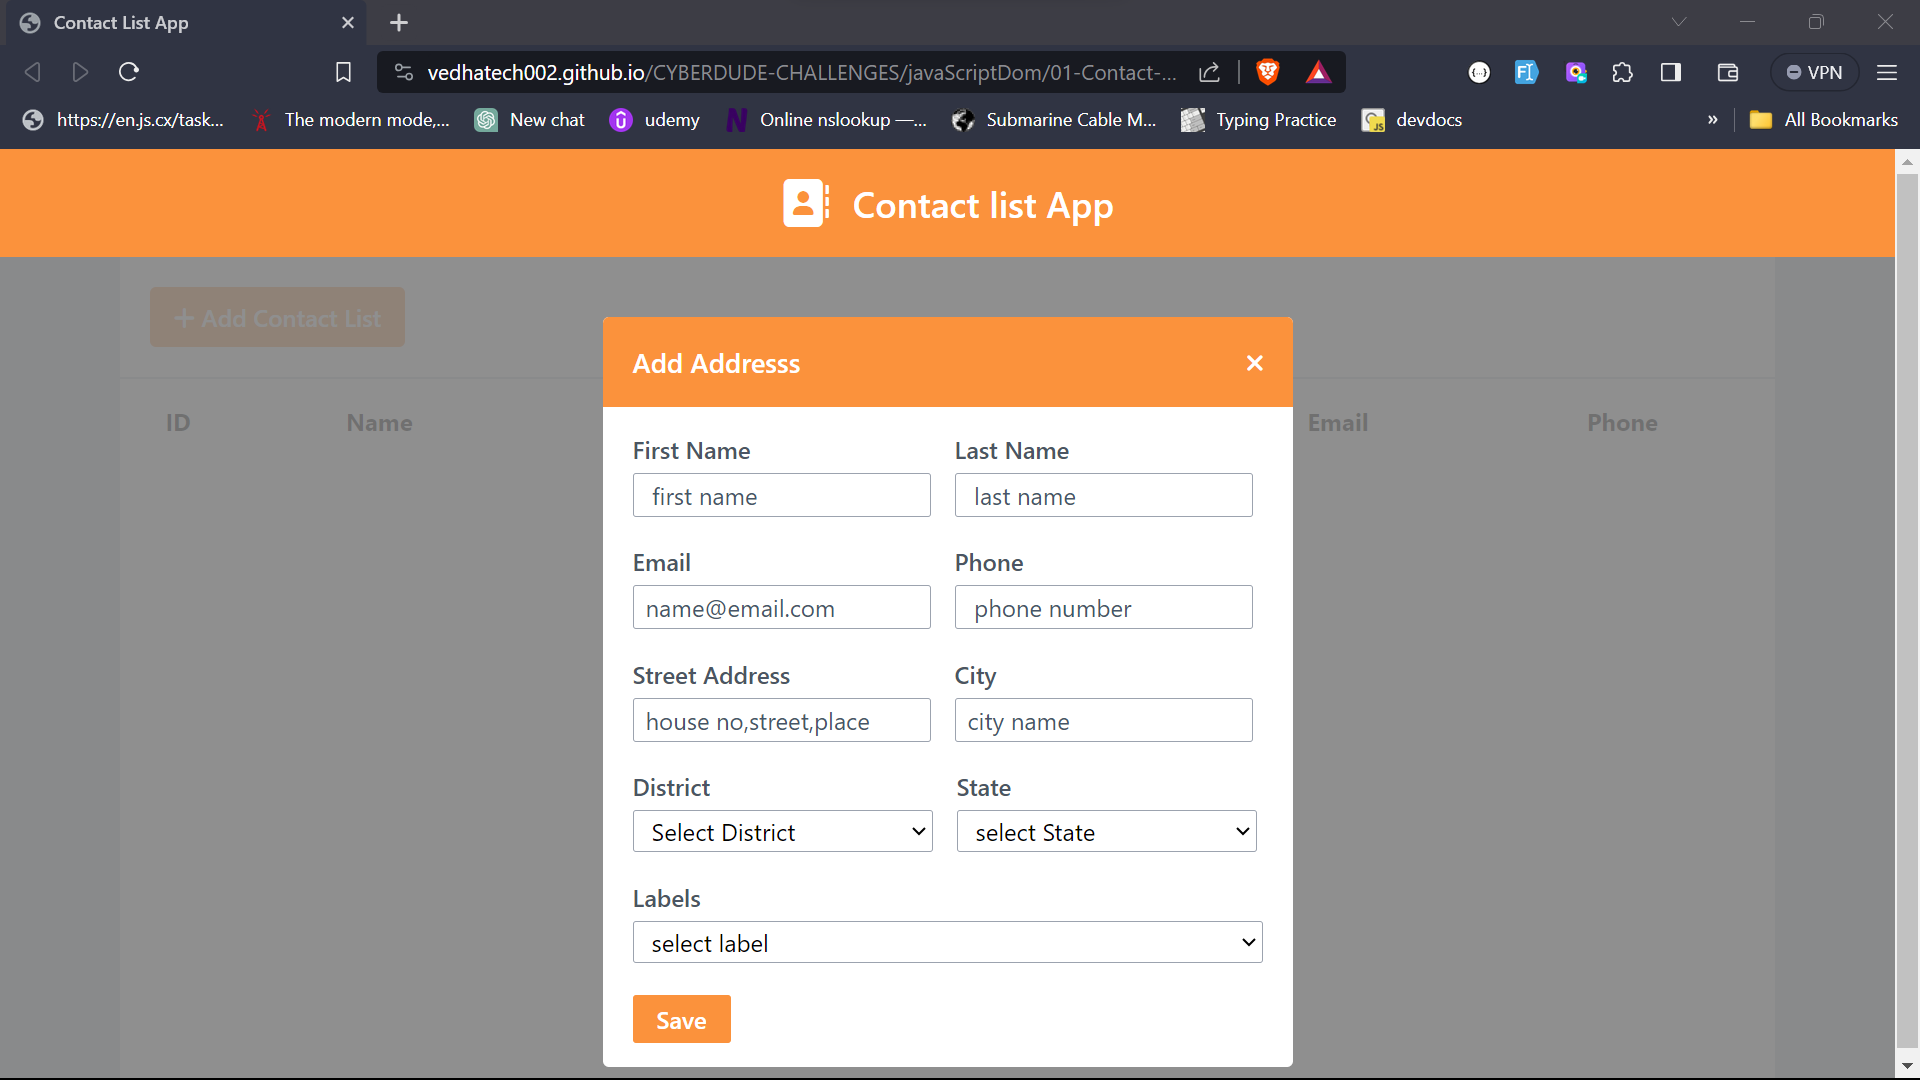 Contact List App
vedhatech002.github.io/CYBERDUDE-CHALLENGES/javaScriptDom/01-Contact-...
VPN
https://en.js.cx/task...
The modern mode,...
New chat
udemy
Online nslookup —...
Submarine Cable M...
Typing Practice
devdocs
»
All Bookmarks
Contact list App
+ Add Contact List
Add Addresss
ID
Name
Email
Phone
First Name
Last Name
first name
last name
Email
Phone
name@email.com
phone number
Street Address
City
house no,street,place
city name
District
State
Select District
select State
Labels
select label
Save